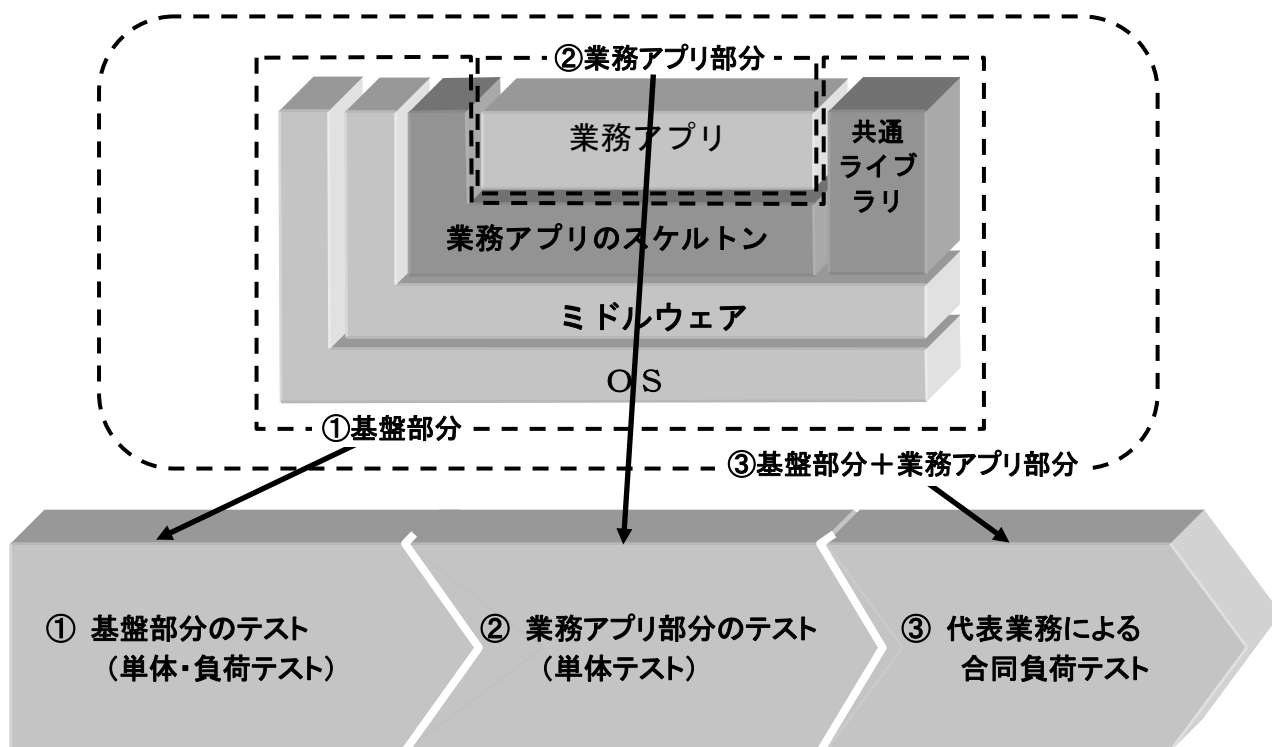 ②業務アプリ部分
業務アプリ
共通
ライブ
ラリ
業務アプリのスケルトン
ミドルウェア
OS
①基盤部分
③基盤部分＋業務アプリ部分
① 基盤部分のテスト
（単体・負荷テスト）
② 業務アプリ部分のテスト
（単体テスト）
③ 代表業務による
合同負荷テスト